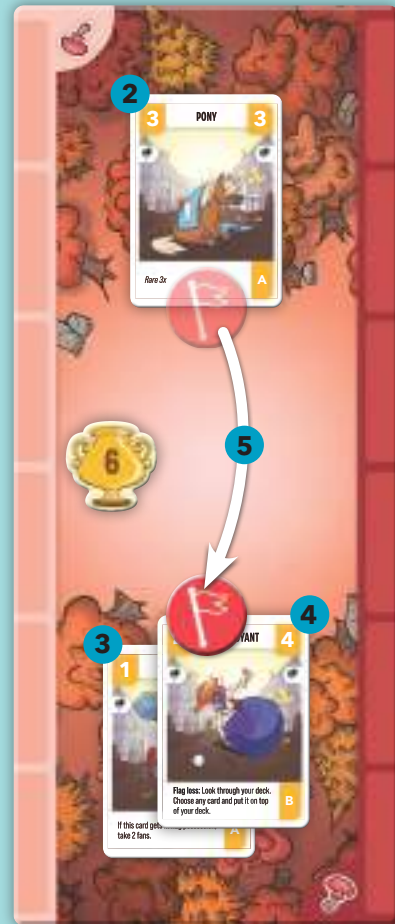 2
3 PONY 3
Rare 3x
A
6
5
4
3
YANT 4
1
Flag loss: Look through your deck.
Choose any card and put it on top
of your deck.
B
If this card gets
take 2 fans.
A